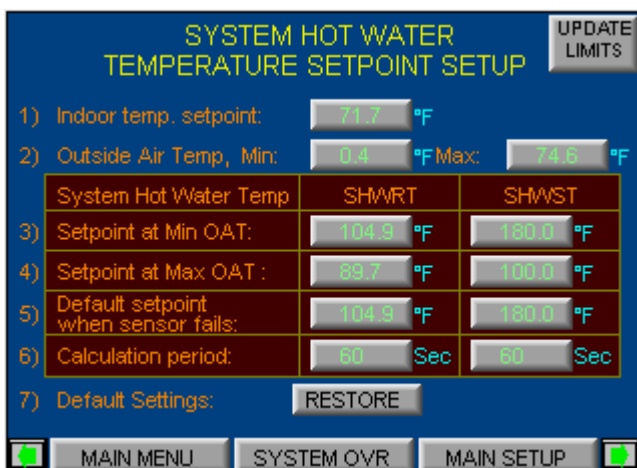 SYSTEM HOT WATER
TEMPERATURE SETPOINT SETUP
UPDATE
LIMITS
1) Indoor temp. setpoint: 71.7 °F
2) Outside Air Temp, Min: 0.4 °F Max: 74.6 °F
System Hot Water Temp SHWRT SHWST
3) Setpoint at Min OAT: 104.9 °F 180.0 °F
4) Setpoint at Max OAT : 89.7 °F 100.0 °F
5) Default setpoint
when sensor fails: 104.9 °F 180.0 °F
6) Calculation period: 60 Sec 60 Sec
7) Default Settings: RESTORE
MAIN MENU SYSTEM OVR MAIN SETUP